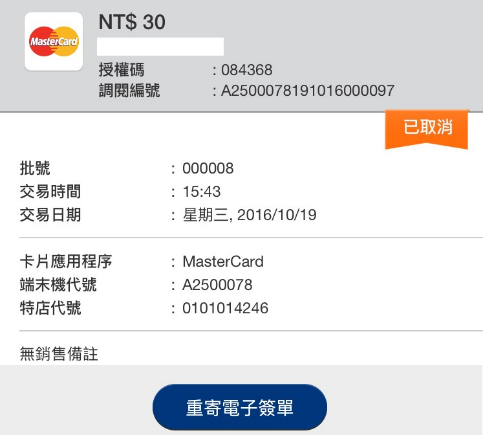 NT$ 30
MasterCard
授權碼 : 084368
調閱編號 : A2500078191016000097
已取消
批號 : 000008
交易時間 : 15:43
交易日期 : 星期三, 2016/10/19
卡片應用程序 : MasterCard
端末機代號 : A2500078
特店代號 : 0101014246
無銷售備註
重寄電子簽單